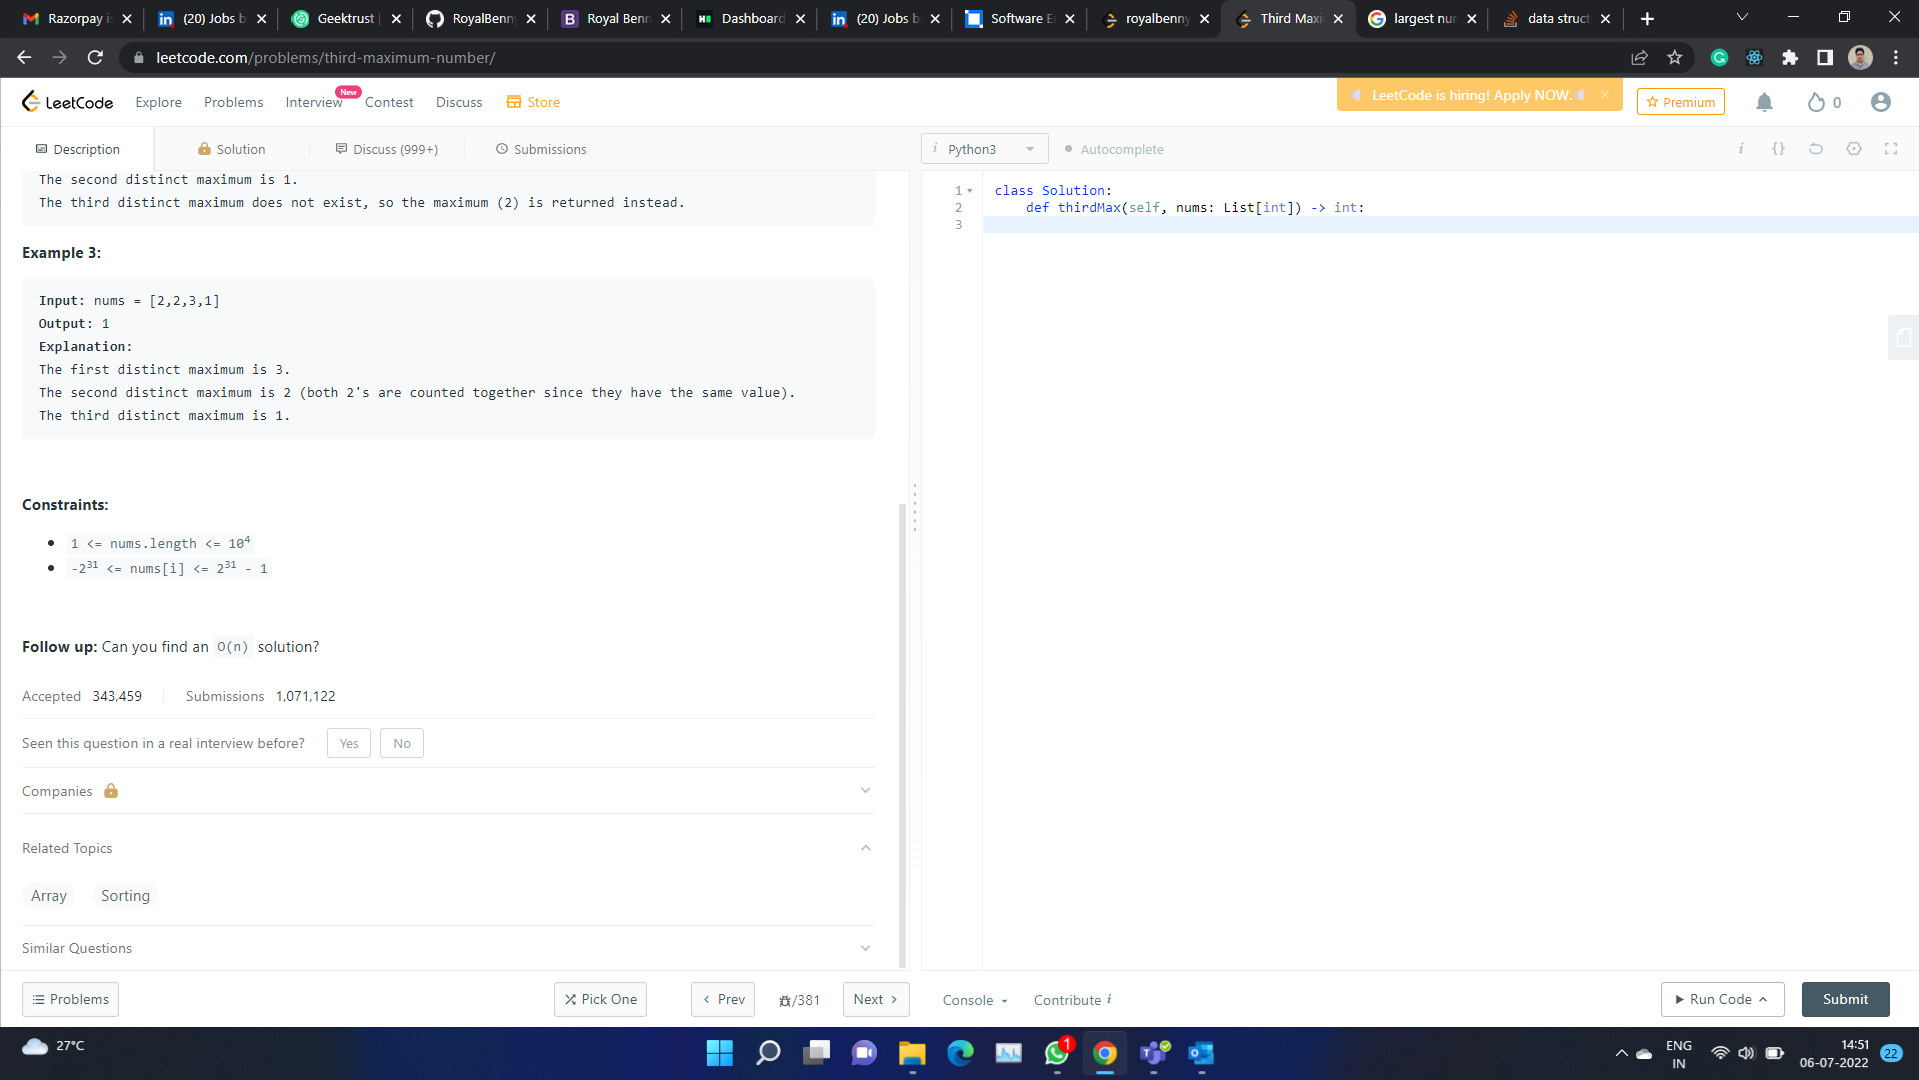 Razorpay is
(20) Jobs b
Geektrust
RoyalBenn
Royal Benn
Dashboard
(20) Jobs b
Software E
royalbenny
Third Maxi
largest nur
data struct
leetcode.com/problems/third-maximum-number/
LeetCode
Explore
Problems
Interview
New
Contest
Discuss
Store
LeetCode is hiring! Apply NOW.
Premium
0
Description
Solution
Discuss (999+)
Submissions
The second distinct maximum is 1.
The third distinct maximum does not exist, so the maximum (2) is returned instead.
Example 3:
Input: nums = [2,2,3,1]
Output: 1
Explanation:
The first distinct maximum is 3.
The second distinct maximum is 2 (both 2's are counted together since they have the same value).
The third distinct maximum is 1.
Constraints:
1 <= nums.length <= 10⁴
-2³¹ <= nums[i] <= 2³¹ - 1
Follow up: Can you find an O(n) solution?
Accepted 343,459 Submissions 1,071,122
Seen this question in a real interview before? Yes No
Companies
Related Topics
Array Sorting
Similar Questions
Problems
Pick One
Prev
/381
Next
i Python3
Autocomplete
i {}
1 class Solution:
2 def thirdMax(self, nums: List[int]) -> int:
3
Console
Contribute i
Run Code
Submit
27°C
1
ENG
IN
14:51
06-07-2022
22